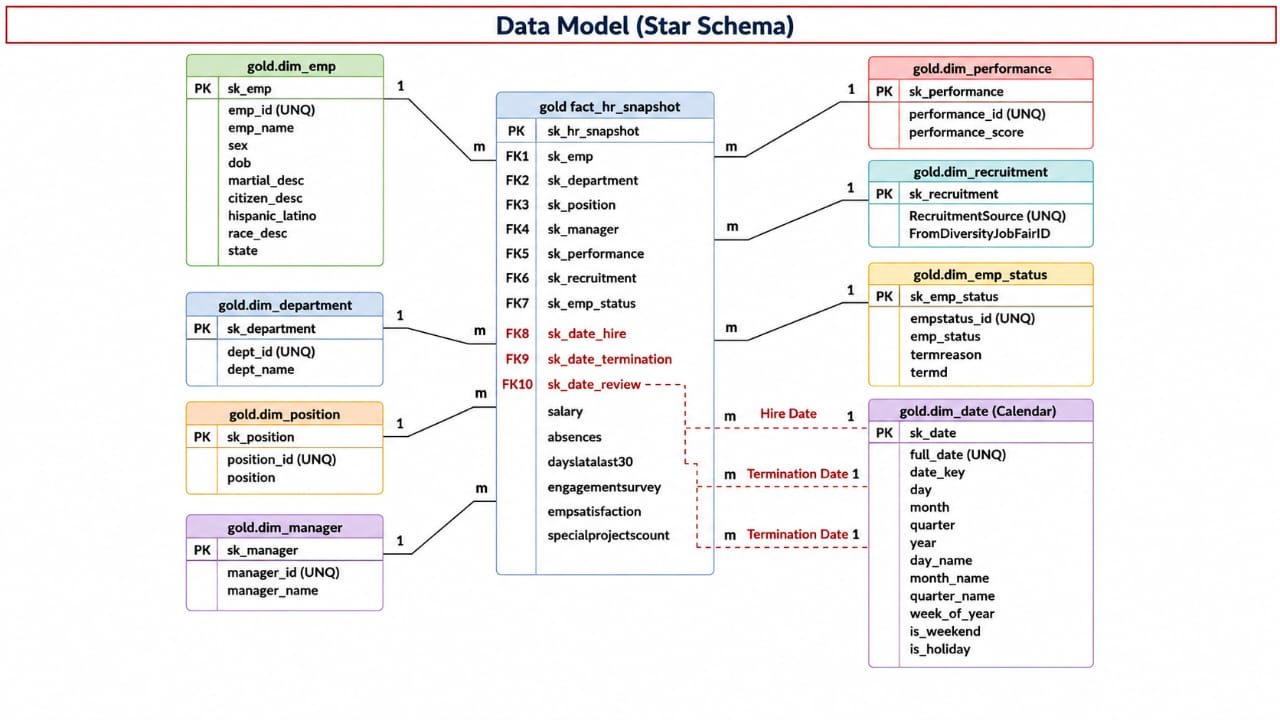 Data Model (Star Schema)
gold.dim_emp
PK sk_emp
emp_id (UNQ)
emp_name
sex
dob
martial_desc
citizen_desc
hispanic_latino
race_desc
state
1
m
gold.dim_department
PK sk_department
dept_id (UNQ)
dept_name
1
m
gold.dim_position
PK sk_position
position_id (UNQ)
position
1
m
gold.dim_manager
PK sk_manager
manager_id (UNQ)
manager_name
1
m
gold fact_hr_snapshot
PK sk_hr_snapshot
FK1 sk_emp
FK2 sk_department
FK3 sk_position
FK4 sk_manager
FK5 sk_performance
FK6 sk_recruitment
FK7 sk_emp_status
FK8 sk_date_hire
FK9 sk_date_termination
FK10 sk_date_review
salary
absences
dayslatalast30
engagementsurvey
empsatisfaction
specialprojectscount
m 1
gold.dim_performance
PK sk_performance
performance_id (UNQ)
performance_score
m 1
gold.dim_recruitment
PK sk_recruitment
RecruitmentSource (UNQ)
FromDiversityJobFairID
m 1
gold.dim_emp_status
PK sk_emp_status
empstatus_id (UNQ)
emp_status
termreason
termd
m Hire Date 1
m Termination Date 1
m Termination Date 1
gold.dim_date (Calendar)
PK sk_date
full_date (UNQ)
date_key
day
month
quarter
year
day_name
month_name
quarter_name
week_of_year
is_weekend
is_holiday